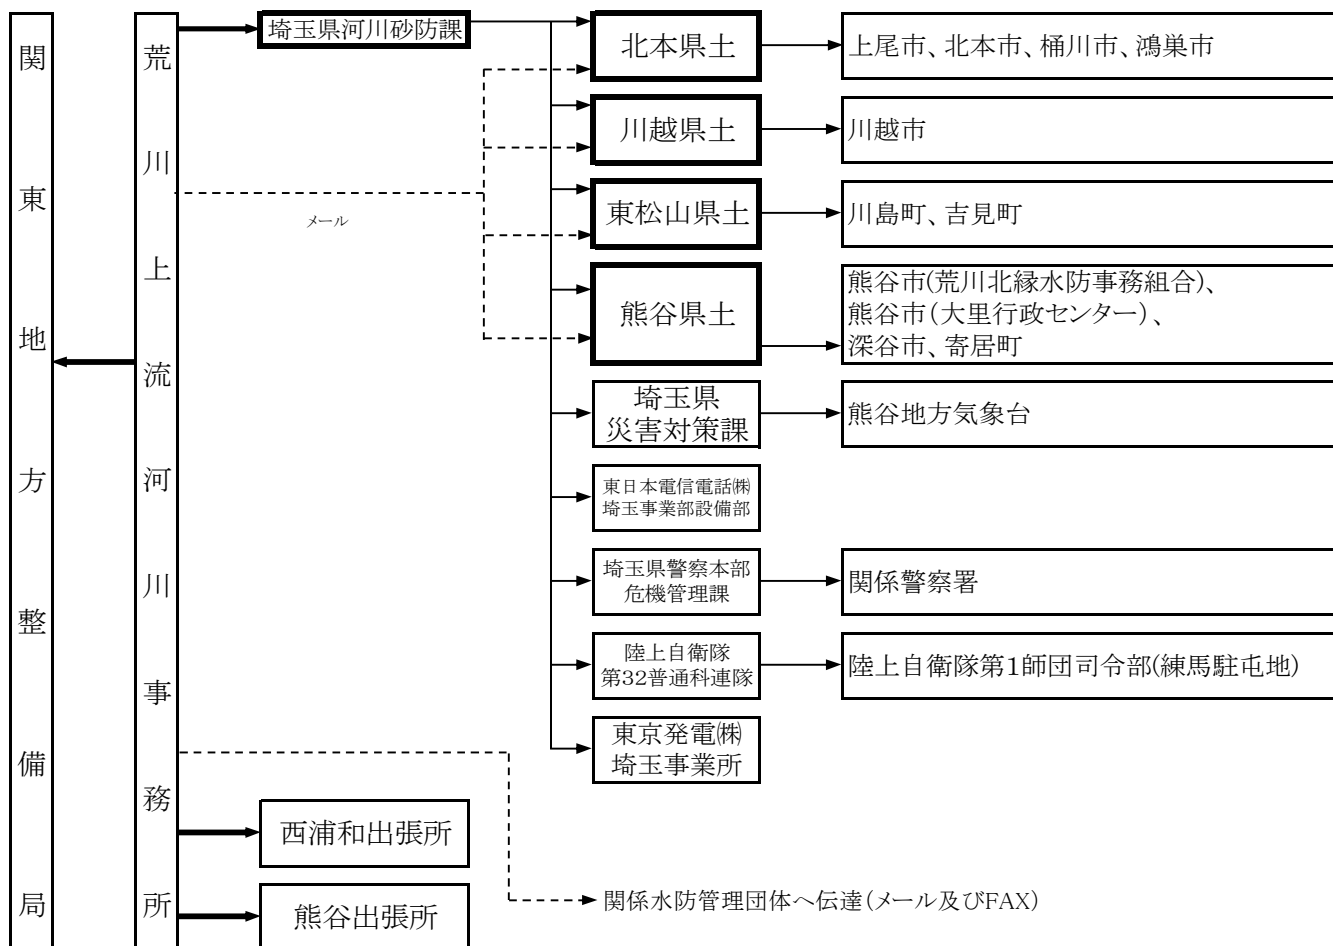 関東地方整備局
荒川上流河川事務所
埼玉県河川砂防課
メール
北本県土
上尾市、北本市、桶川市、鴻巣市
川越県土
川越市
東松山県土
川島町、吉見町
熊谷県土
熊谷市(荒川北縁水防事務組合)、
熊谷市(大里行政センター)、
深谷市、寄居町
埼玉県
災害対策課
熊谷地方気象台
東日本電信電話㈱
埼玉事業部設備部
埼玉県警察本部
危機管理課
関係警察署
陸上自衛隊
第32普通科連隊
陸上自衛隊第1師団司令部(練馬駐屯地)
東京発電㈱
埼玉事業所
西浦和出張所
熊谷出張所
関係水防管理団体へ伝達(メール及びFAX)